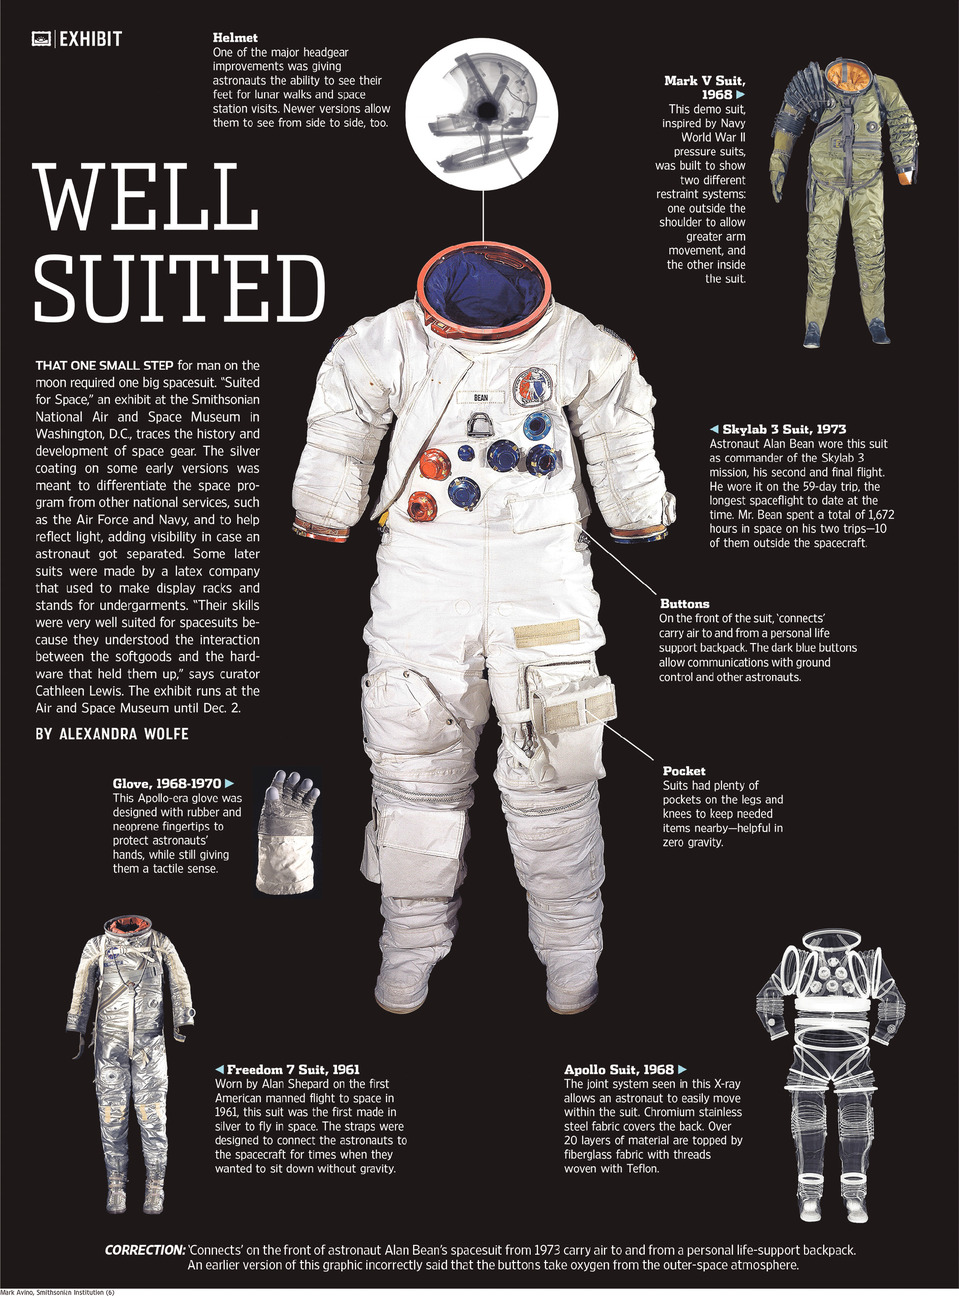 EXHIBIT
Helmet
One of the major headgear
improvements was giving
astronauts the ability to see their
feet for lunar walks and space
station visits. Newer versions allow
them to see from side to side, too.
Mark V Suit,
1968 ▶
This demo suit,
inspired by Navy
World War II
pressure suits,
was built to show
two different
restraint systems:
one outside the
shoulder to allow
greater arm
movement, and
the other inside
the suit.
WELL
SUITED
THAT ONE SMALL STEP for man on the
moon required one big spacesuit. “Suited
for Space,” an exhibit at the Smithsonian
National Air and Space Museum in
Washington, D.C., traces the history and
development of space gear. The silver
coating on some early versions was
meant to differentiate the space pro-
gram from other national services, such
as the Air Force and Navy, and to help
reflect light, adding visibility in case an
astronaut got separated. Some later
suits were made by a latex company
that used to make display racks and
stands for undergarments. “Their skills
were very well suited for spacesuits be-
cause they understood the interaction
between the softgoods and the hard-
ware that held them up,” says curator
Cathleen Lewis. The exhibit runs at the
Air and Space Museum until Dec. 2.
BY ALEXANDRA WOLFE
BEAN
◀ Skylab 3 Suit, 1973
Astronaut Alan Bean wore this suit
as commander of the Skylab 3
mission, his second and final flight.
He wore it on the 59-day trip, the
longest spaceflight to date at the
time. Mr. Bean spent a total of 1,672
hours in space on his two trips—10
of them outside the spacecraft.
Buttons
On the front of the suit, ‘connects’
carry air to and from a personal life
support backpack. The dark blue buttons
allow communications with ground
control and other astronauts.
Pocket
Suits had plenty of
pockets on the legs and
knees to keep needed
items nearby—helpful in
zero gravity.
Glove, 1968-1970 ▶
This Apollo-era glove was
designed with rubber and
neoprene fingertips to
protect astronauts’
hands, while still giving
them a tactile sense.
◀ Freedom 7 Suit, 1961
Worn by Alan Shepard on the first
American manned flight to space in
1961, this suit was the first made in
silver to fly in space. The straps were
designed to connect the astronauts to
the spacecraft for times when they
wanted to sit down without gravity.
Apollo Suit, 1968 ▶
The joint system seen in this X-ray
allows an astronaut to easily move
within the suit. Chromium stainless
steel fabric covers the back. Over
20 layers of material are topped by
fiberglass fabric with threads
woven with Teflon.
CORRECTION: ‘Connects’ on the front of astronaut Alan Bean’s spacesuit from 1973 carry air to and from a personal life-support backpack.
An earlier version of this graphic incorrectly said that the buttons take oxygen from the outer-space atmosphere.
Mark Avino, Smithsonian Institution (6)